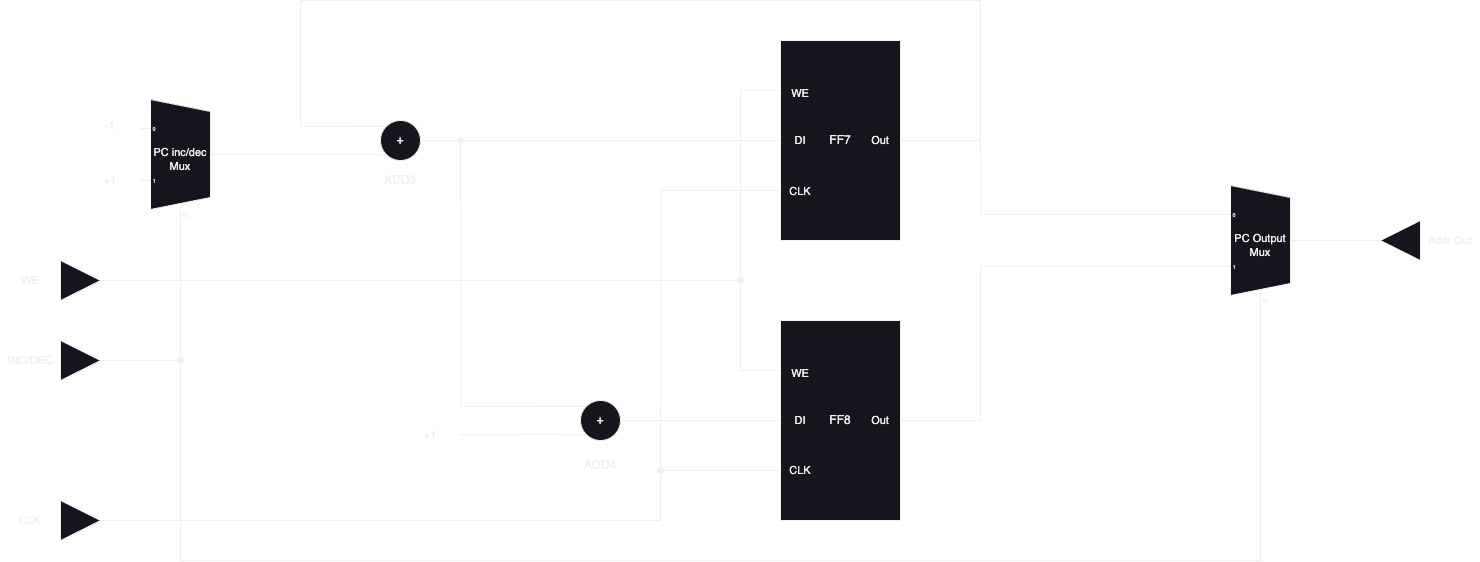 WE
-1
0
PC inc/dec
Mux
+1
1
+
ADD3
DI
FF7
Out
CLK
0
PC Output
Mux
1
Addr Out
WE
INC/DEC
WE
DI
FF8
Out
CLK
+
+1
ADD4
CLK